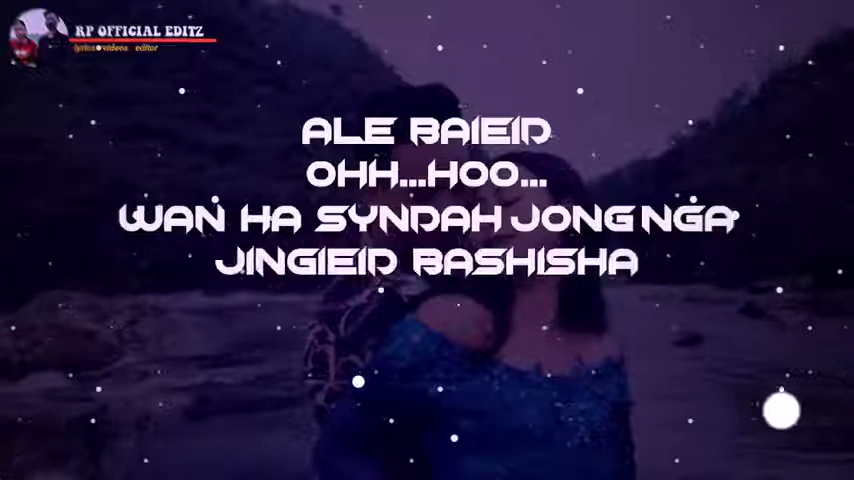 RP OFFICIAL EDITZ
lyrics videos editor
ALE BAIEID
OHH...HOO...
WAN HA SYNDAH JONG NGA
JINGIEID BASHISHA